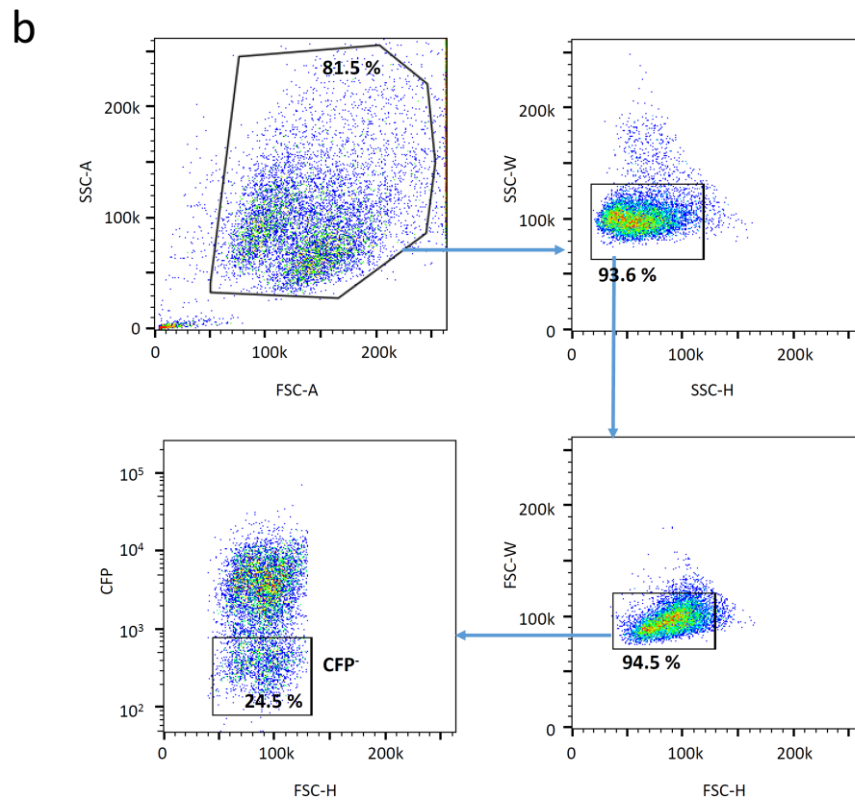 b
81.5 %
SSC-A
200k
100k
0
0 100k 200k
FSC-A
SSC-W
200k
100k
0
93.6 %
0 100k 200k
SSC-H
CFP
10⁵
10⁴
10³
10²
CFP⁻
24.5 %
0 100k 200k
FSC-H
FSC-W
200k
100k
0
94.5 %
0 100k 200k
FSC-H